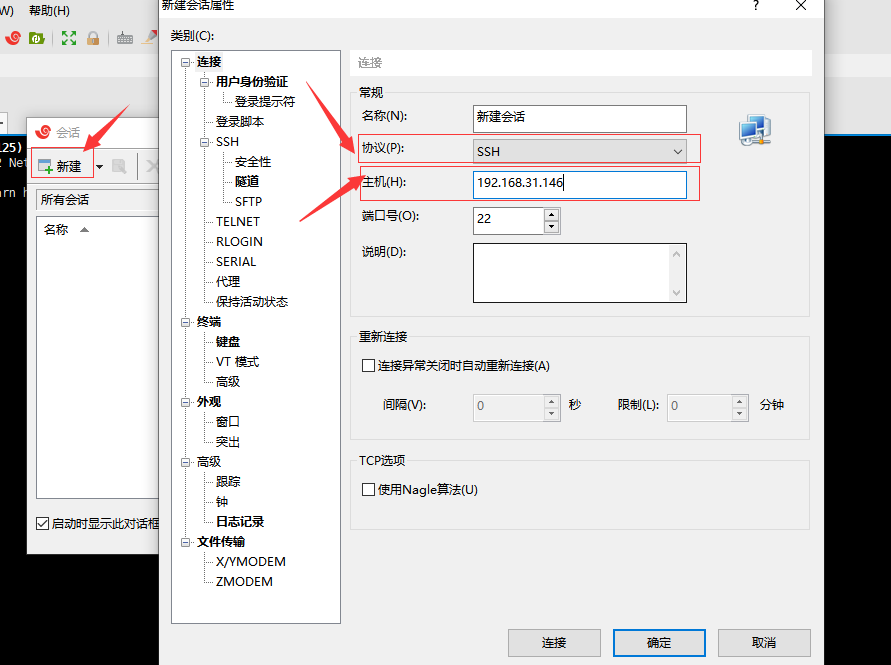 W) 帮助(H)
新建会话属性
?
类别(C):
连接
用户身份验证
登录提示符
登录脚本
SSH
安全性
隧道
SFTP
TELNET
RLOGIN
SERIAL
代理
保持活动状态
终端
键盘
VT 模式
高级
外观
窗口
突出
高级
跟踪
钟
日志记录
文件传输
X/YMODEM
ZMODEM
连接
常规
名称(N): 新建会话
协议(P): SSH
主机(H): 192.168.31.146
端口号(O): 22
说明(D):
重新连接
连接异常关闭时自动重新连接(A)
间隔(V): 0 秒 限制(L): 0 分钟
TCP选项
使用Nagle算法(U)
连接 确定 取消
会话
新建
所有会话
名称
启动时显示此对话框
125)
2 Net
arn h